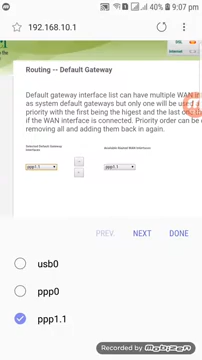 40% 9:07 pm
192.168.10.1
Internet
Routing -- Default Gateway
Default gateway interface list can have multiple WAN
as system default gateways but only one will be
priority with the first being the higest and the last
if the WAN interface is connected. Priority order can be
removing all and adding them back in again.
Selected Default Gateway Interfaces
Available Routed WAN Interfaces
ppp1.1
ppp1.1
PREV.
NEXT
DONE
usb0
ppp0
ppp1.1
Recorded by
mobizen